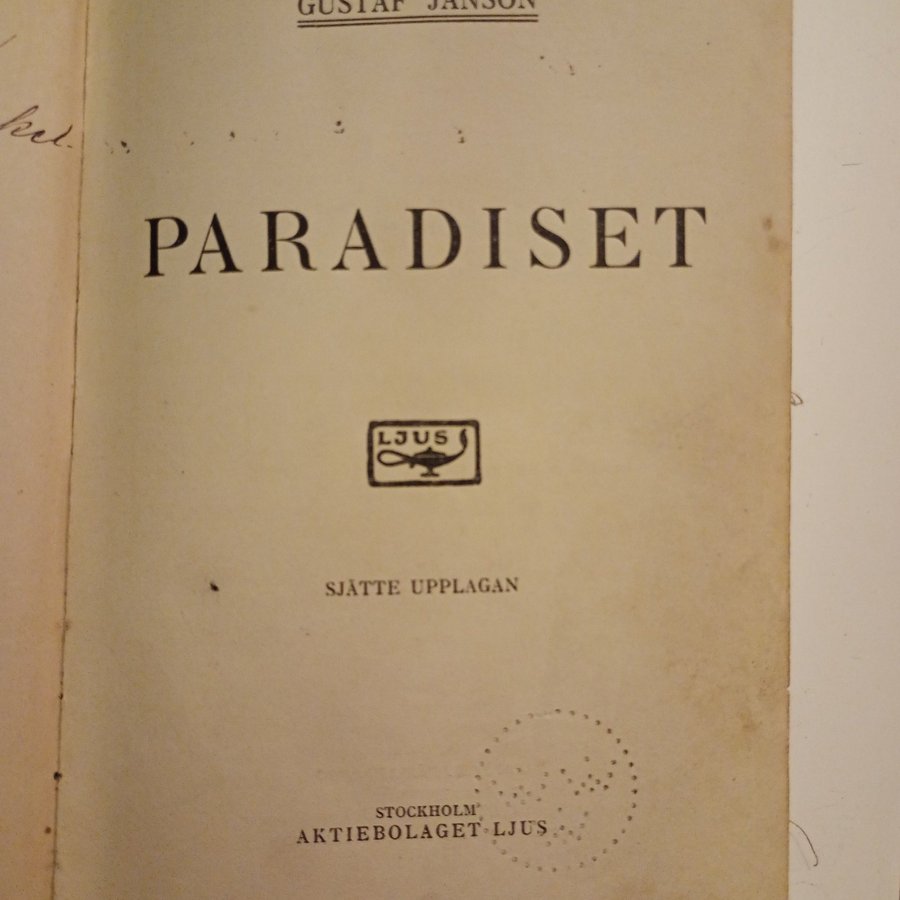 GUSTAF JANSON
PARADISET
LJUS
SJÄTTE UPPLAGAN
STOCKHOLM
AKTIEBOLAGET LJUS